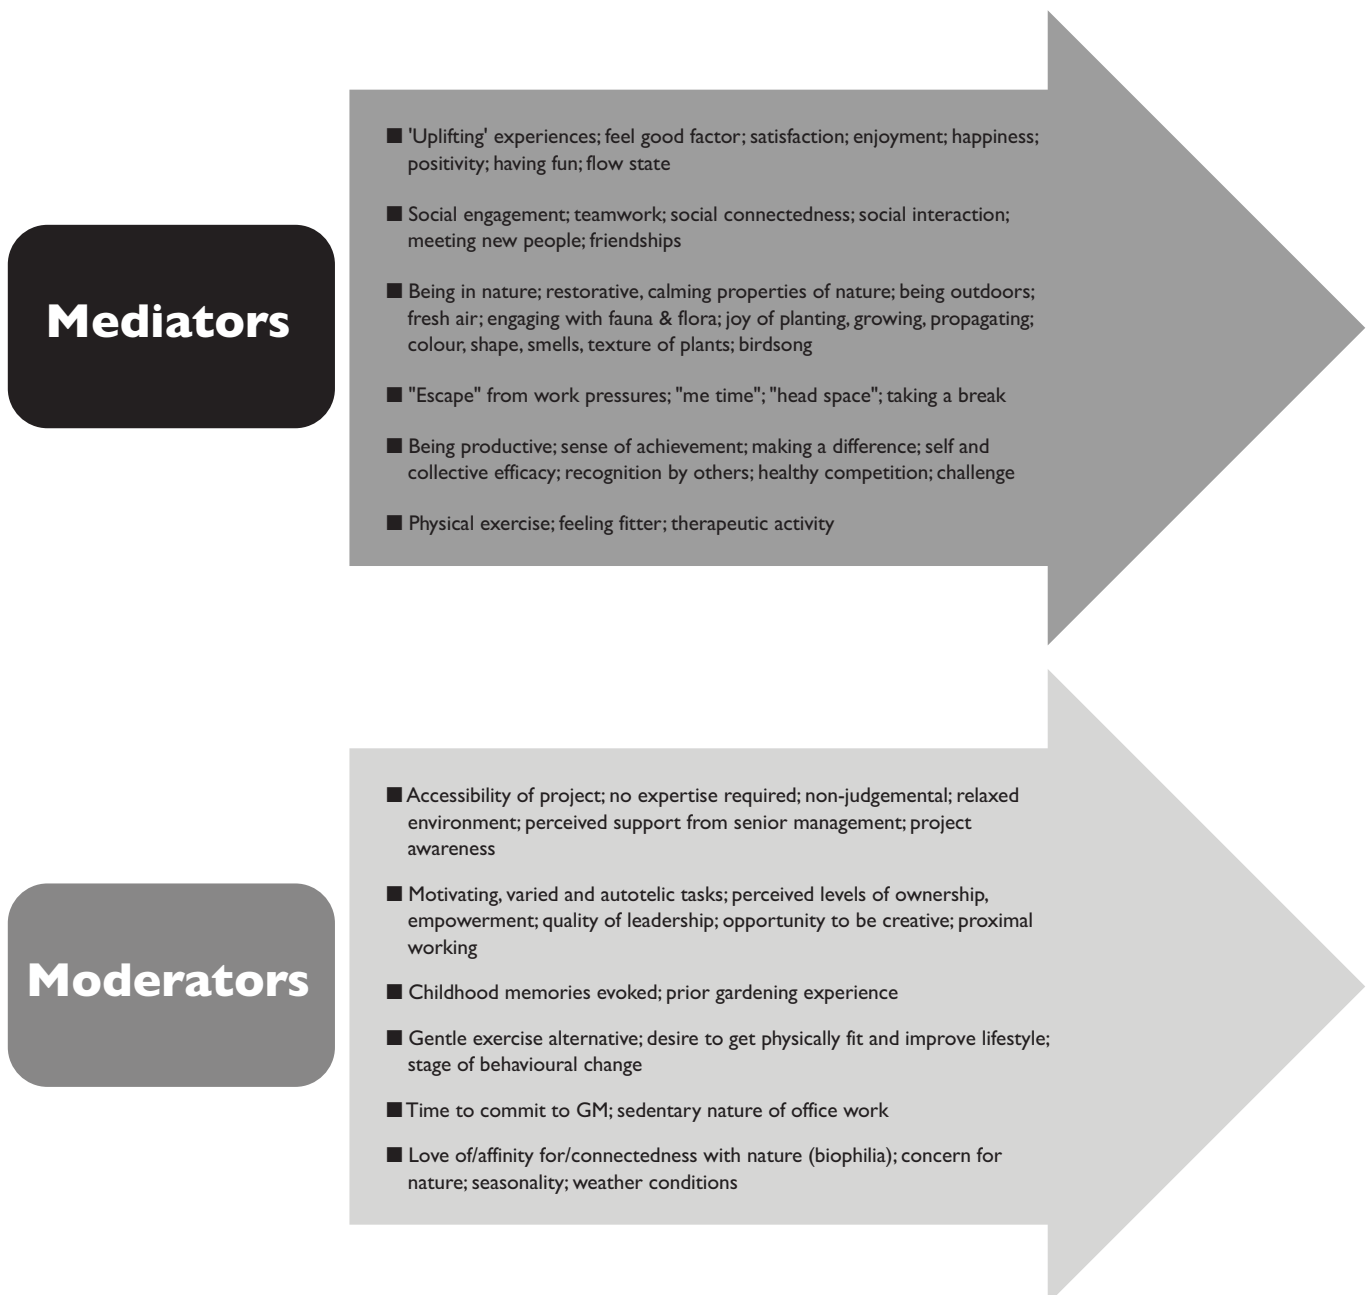 Mediators
■ 'Uplifting' experiences; feel good factor; satisfaction; enjoyment; happiness;
positivity; having fun; flow state
■ Social engagement; teamwork; social connectedness; social interaction;
meeting new people; friendships
■ Being in nature; restorative, calming properties of nature; being outdoors;
fresh air; engaging with fauna & flora; joy of planting, growing, propagating;
colour, shape, smells, texture of plants; birdsong
■ "Escape" from work pressures; "me time"; "head space"; taking a break
■ Being productive; sense of achievement; making a difference; self and
collective efficacy; recognition by others; healthy competition; challenge
■ Physical exercise; feeling fitter; therapeutic activity
Moderators
■ Accessibility of project; no expertise required; non-judgemental; relaxed
environment; perceived support from senior management; project
awareness
■ Motivating, varied and autotelic tasks; perceived levels of ownership,
empowerment; quality of leadership; opportunity to be creative; proximal
working
■ Childhood memories evoked; prior gardening experience
■ Gentle exercise alternative; desire to get physically fit and improve lifestyle;
stage of behavioural change
■ Time to commit to GM; sedentary nature of office work
■ Love of/affinity for/connectedness with nature (biophilia); concern for
nature; seasonality; weather conditions